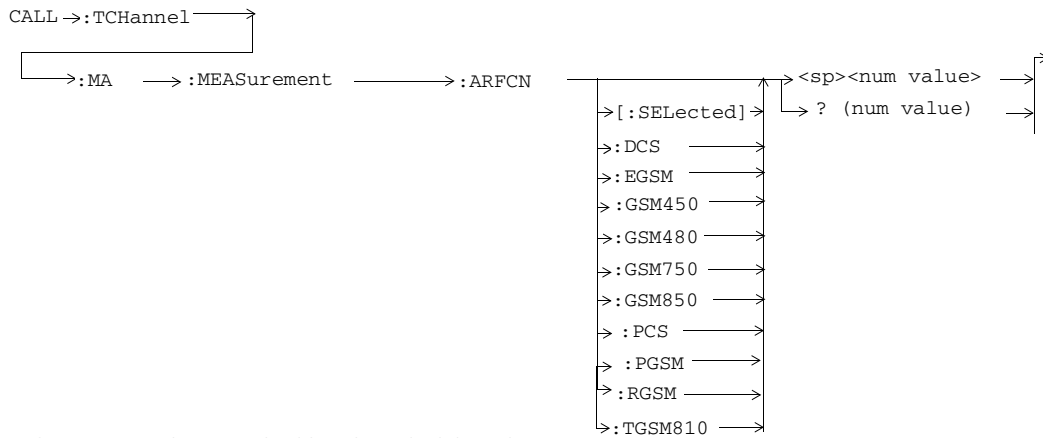 CALL :TCHannel
:MA :MEASurement :ARFCN <sp><num value>
? (num value)
[:SELected]
:DCS
:EGSM
:GSM450
:GSM480
:GSM750
:GSM850
:PCS
:PGSM
:RGSM
:TGSM810